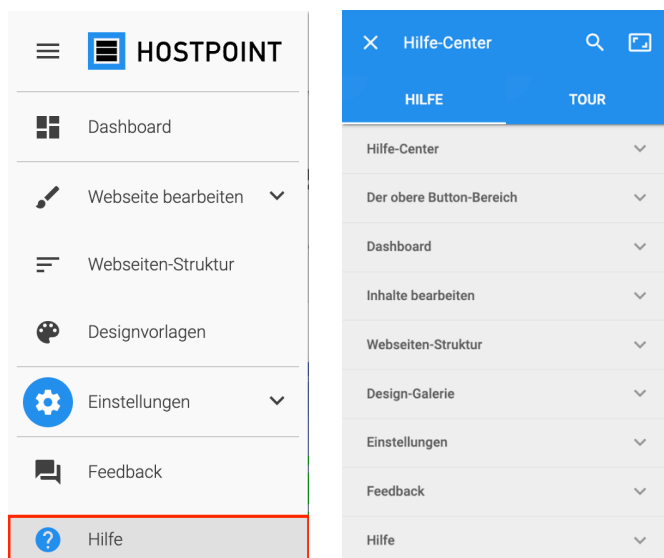 HOSTPOINT
Dashboard
Webseite bearbeiten
Webseiten-Struktur
Designvorlagen
Einstellungen
Feedback
Hilfe
Hilfe-Center
HILFE TOUR
Hilfe-Center
Der obere Button-Bereich
Dashboard
Inhalte bearbeiten
Webseiten-Struktur
Design-Galerie
Einstellungen
Feedback
Hilfe